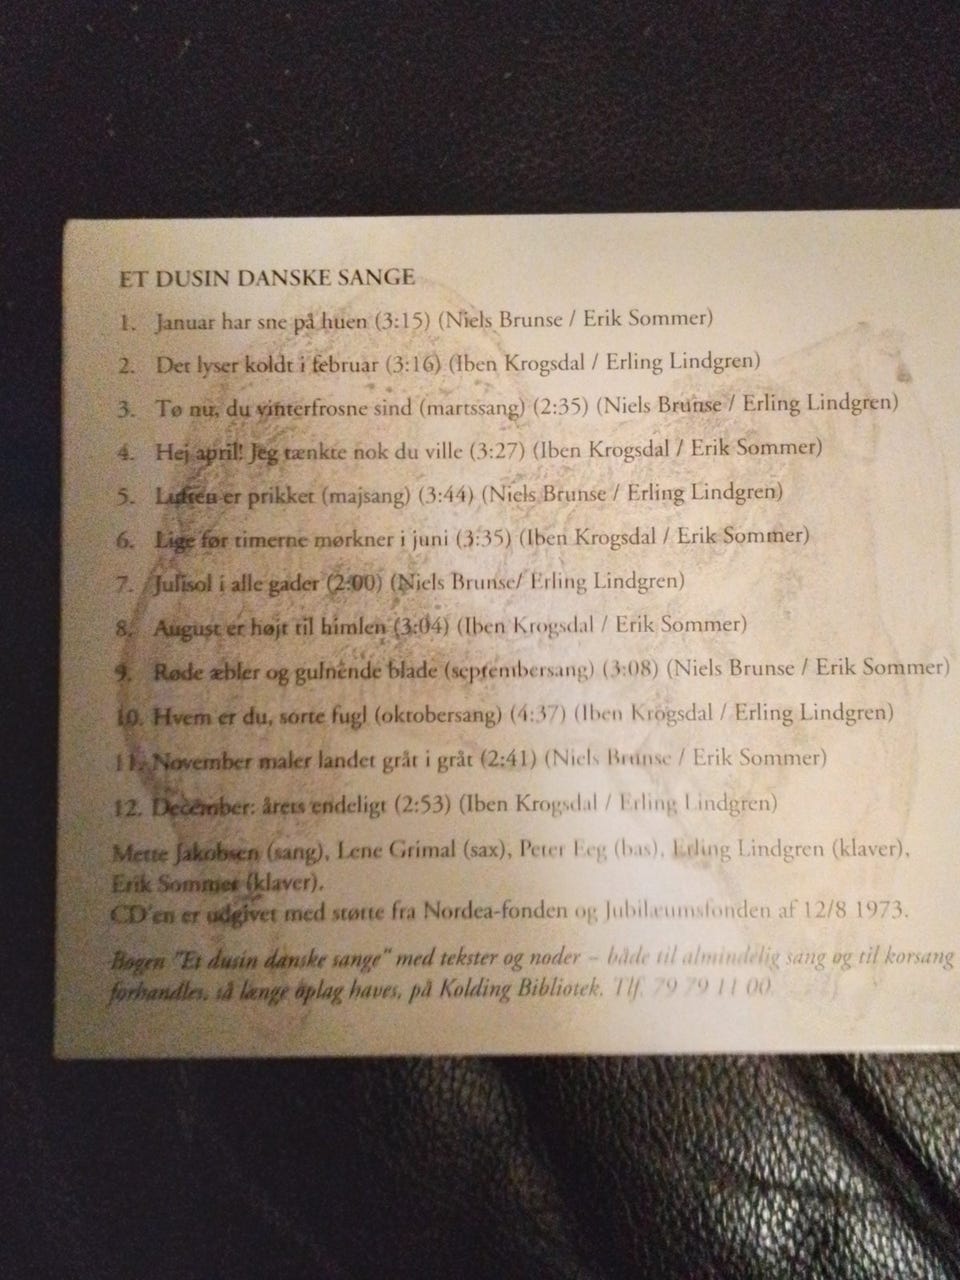 ET DUSIN DANSKE SANGE
1. Januar har sne på huen (3:15) (Niels Brunse / Erik Sommer)
2. Det lyser koldt i februar (3:16) (Iben Krogsdal / Erling Lindgren)
3. Tø nu, du vinterfrosne sind (martssang) (2:35) (Niels Brunse / Erling Lindgren)
4. Hej april! Jeg tænkte nok du ville (3:27) (Iben Krogsdal / Erik Sommer)
5. Luften er prikket (majsang) (3:44) (Niels Brunse / Erling Lindgren)
6. Lige før timerne mørkner i juni (3:35) (Iben Krogsdal / Erik Sommer)
7. Julisol i alle gader (2:00) (Niels Brunse/ Erling Lindgren)
8. August er højt til himlen (3:04) (Iben Krogsdal / Erik Sommer)
9. Røde æbler og gulnende blade (septembersang) (3:08) (Niels Brunse / Erik Sommer)
10. Hvem er du, sorte fugl (oktobersang) (4:37) (Iben Krogsdal / Erling Lindgren)
11. November maler landet gråt i gråt (2:41) (Niels Brunse / Erik Sommer)
12. December: årets endeligt (2:53) (Iben Krogsdal / Erling Lindgren)
Mette Jakobsen (sang), Lene Grimal (sax), Peter Eeg (bas), Erling Lindgren (klaver),
Erik Sommer (klaver).
CD'en er udgivet med støtte fra Nordea-fonden og Jubilæumsfonden af 12/8 1973.
Bogen "Et dusin danske sange" med tekster og noder – både til almindelig sang og til korsang
forhandles, så længe oplag haves, på Kolding Bibliotek. Tlf. 79 79 11 00